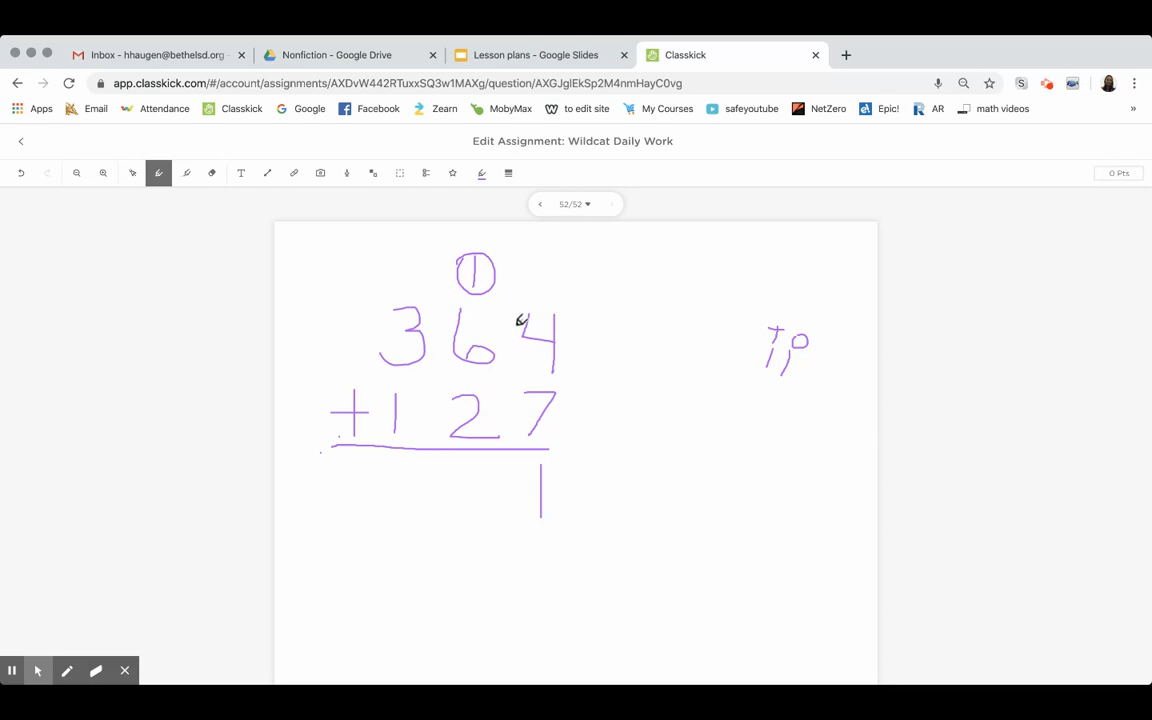 Inbox - hhaugen@bethelsd.org - Nonfiction - Google Drive Lesson plans - Google Slides Classkick
app.classkick.com/#/account/assignments/AXDvW442RTuxxSQ3w1MAXg/question/AXGJglEkSp2M4nmHayC0vg
Apps Email Attendance Classkick Google Facebook Zearn MobyMax to edit site My Courses safeyoutube NetZero Epic! AR math videos »
Edit Assignment: Wildcat Daily Work
T 0 Pts
52/52
1
364
+127
1